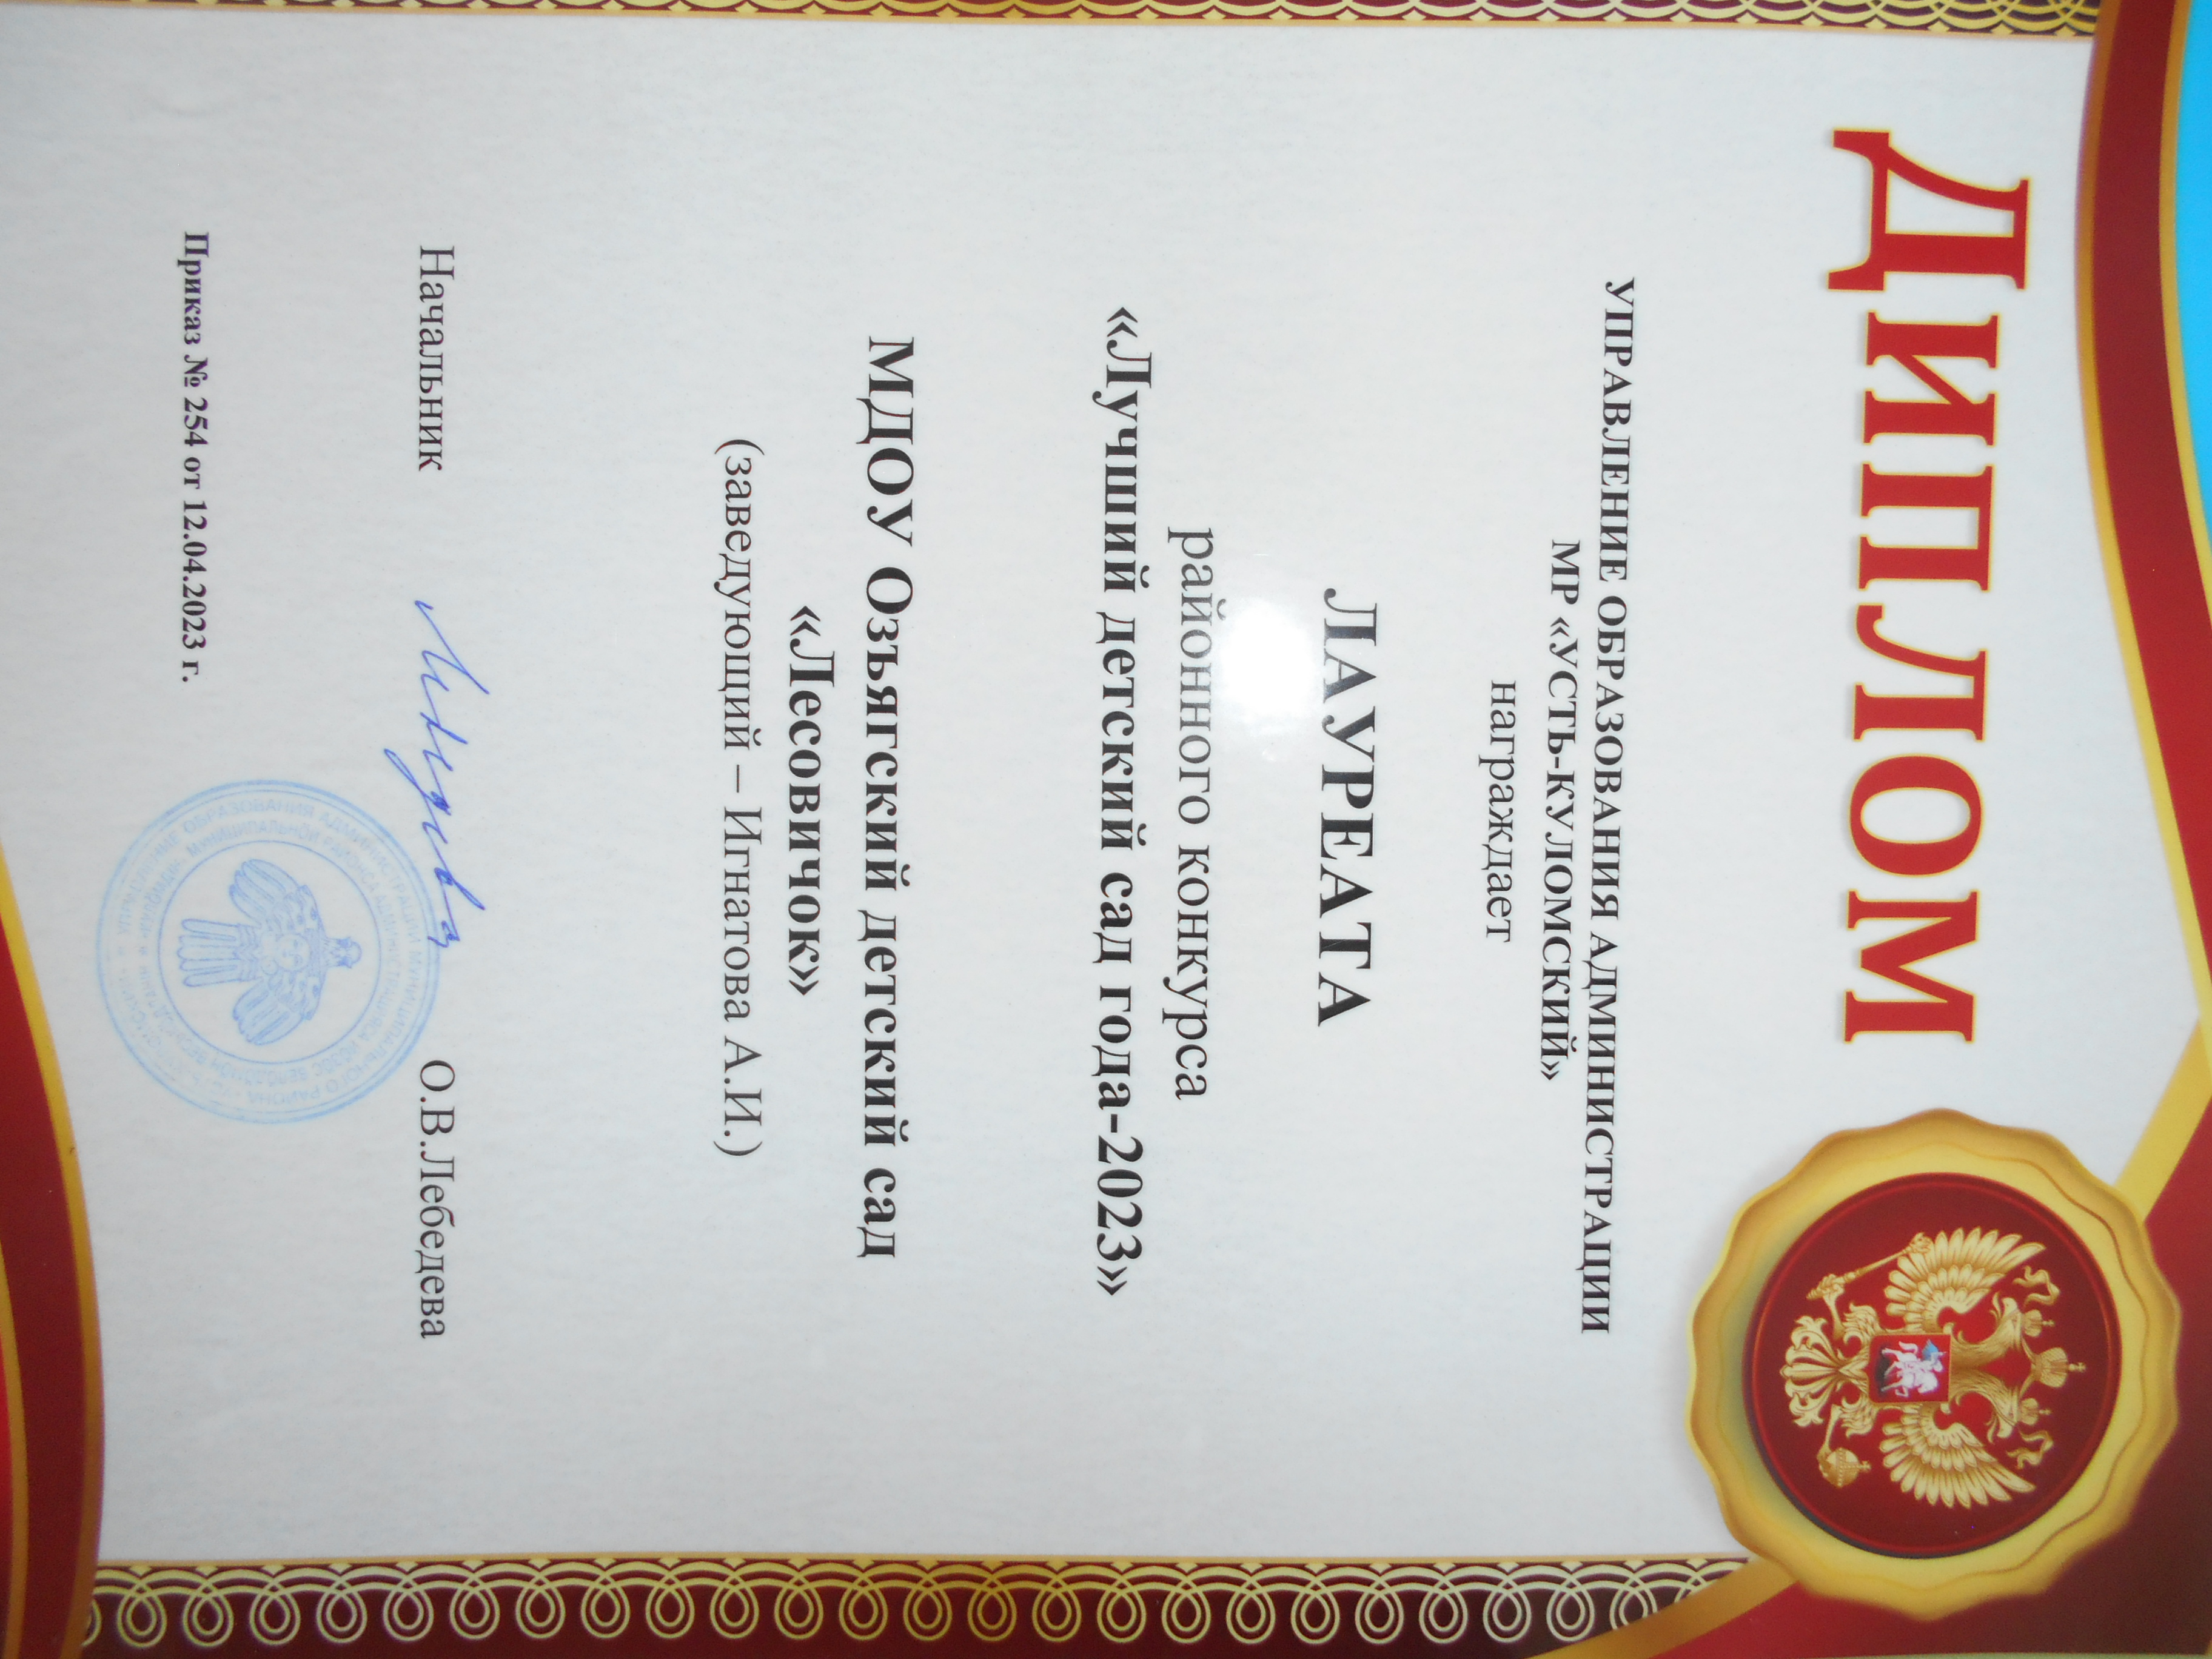 ДИПЛОМ
УПРАВЛЕНИЕ ОБРАЗОВАНИЯ АДМИНИСТРАЦИИ
МР «УСТЬ-КУЛОМСКИЙ»
награждает
ЛАУРЕАТА
районного конкурса
«Лучший детский сад года-2023»
МДОУ Озъягский детский сад
«Лесовичок»
(заведующий – Игнатова А.И.)
Начальник О.В.Лебедева
Приказ № 254 от 12.04.2023 г.